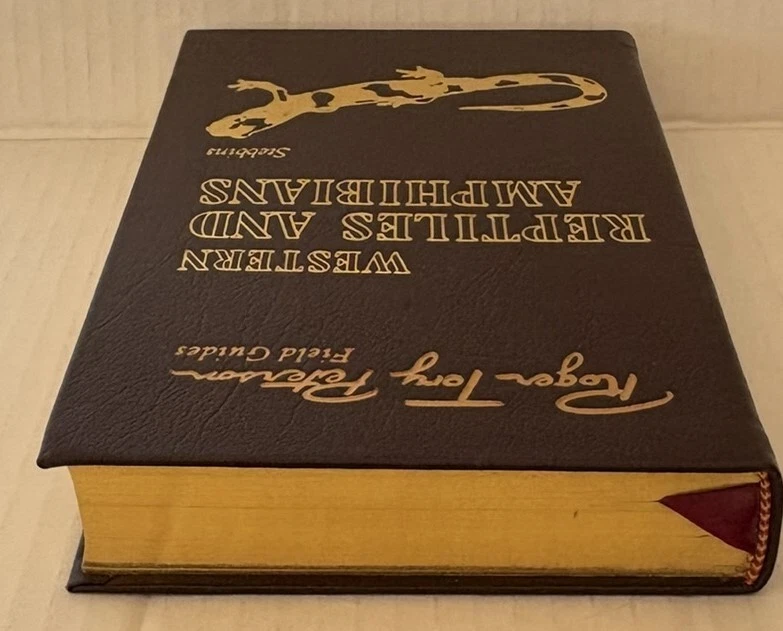 Roger Tory Peterson
Field Guides
WESTERN
REPTILES AND
AMPHIBIANS
Stebbins